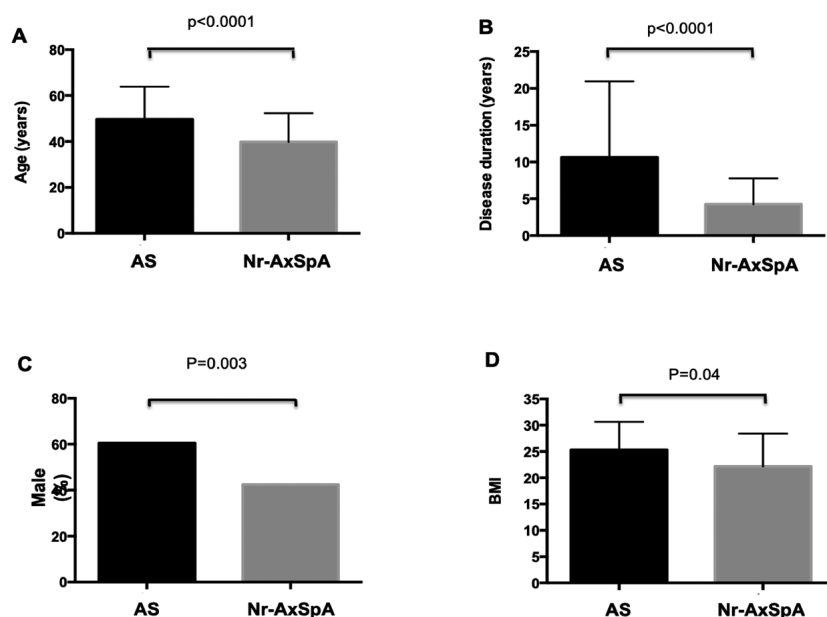 A
p<0.0001
Age (years)
80
60
40
20
0
AS
Nr-AxSpA
B
p<0.0001
Disease duration (years)
25
20
15
10
5
0
AS
Nr-AxSpA
C
P=0.003
Male
(%)
80
60
40
20
0
AS
Nr-AxSpA
D
P=0.04
BMI
35
30
25
20
15
10
5
0
AS
Nr-AxSpA